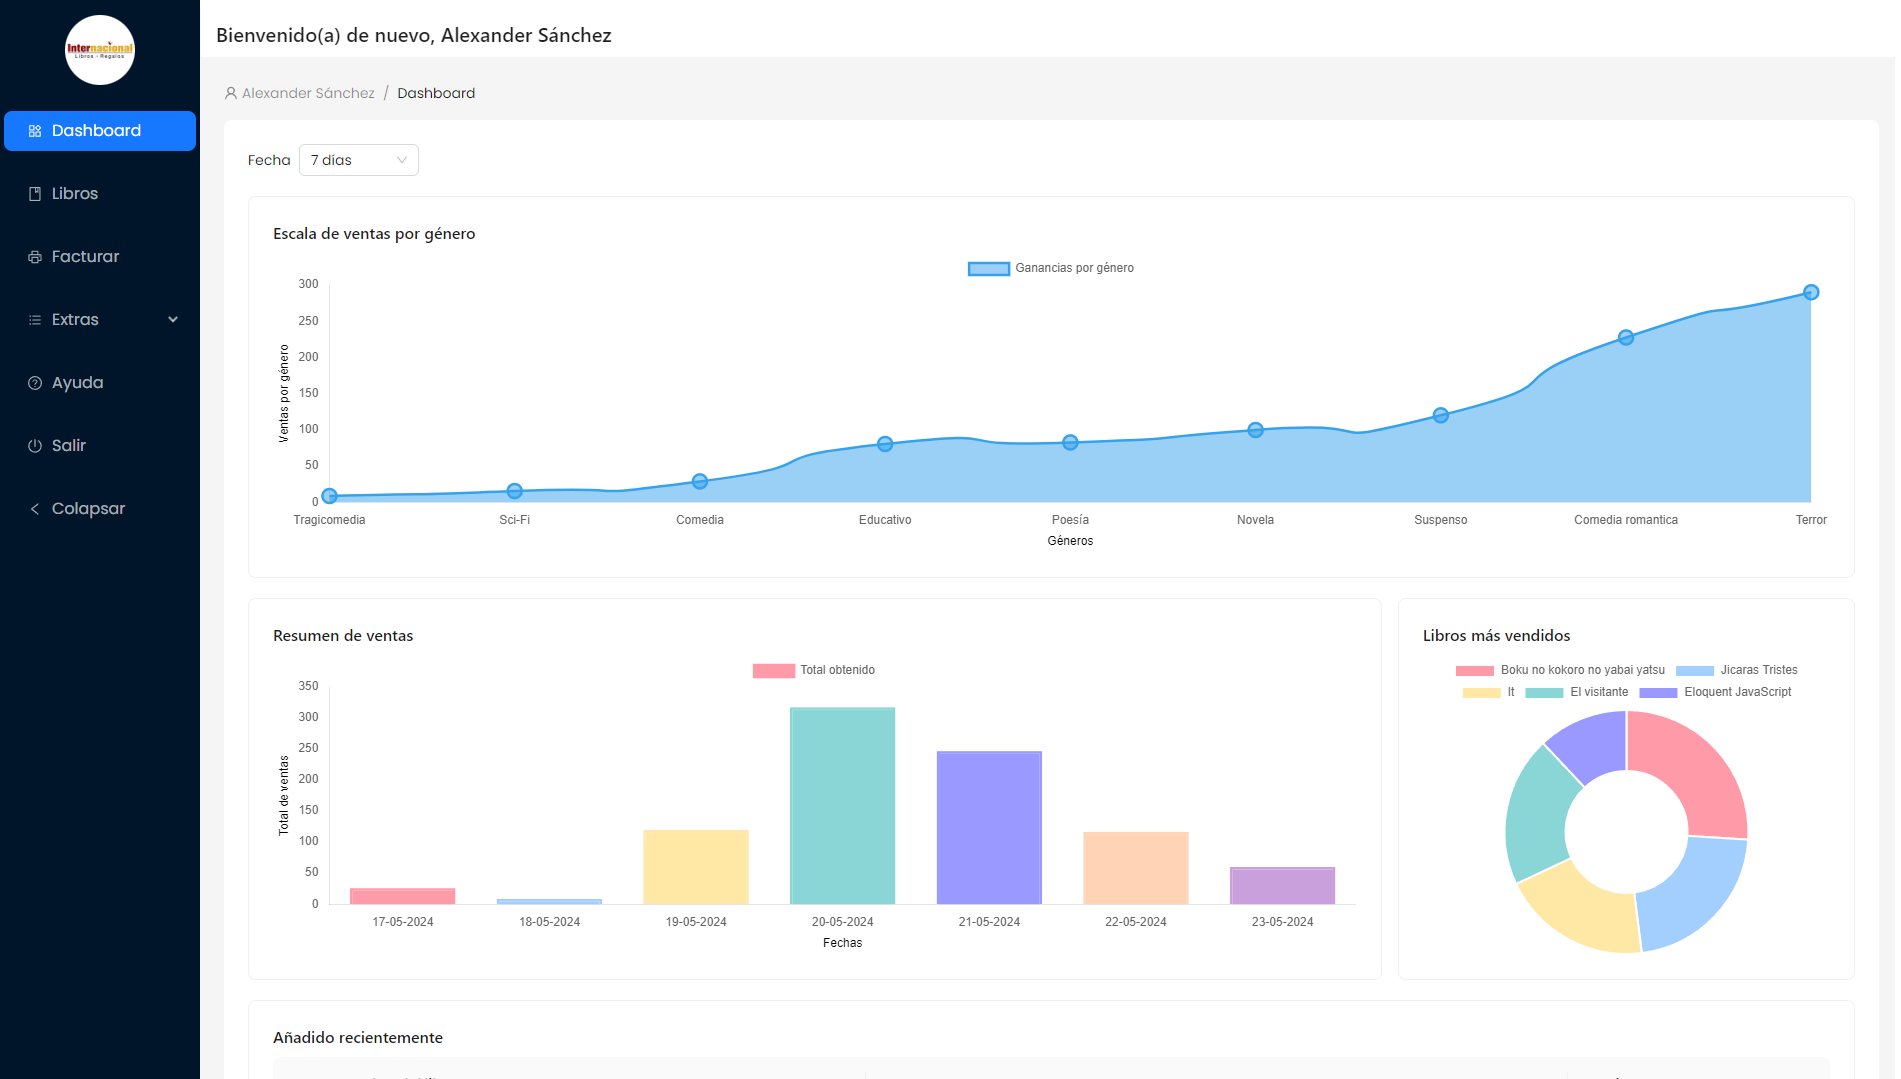 Internacional
Libros - Regalos
Dashboard
Libros
Facturar
Extras
Ayuda
Salir
Colapsar
Bienvenido(a) de nuevo, Alexander Sánchez
Alexander Sánchez / Dashboard
Fecha 7 días
Escala de ventas por género
Ganancias por género
Ventas por género
300
250
200
150
100
50
0
Tragicomedia Sci-Fi Comedia Educativo Poesía Novela Suspenso Comedia romantica Terror
Géneros
Resumen de ventas
Total obtenido
Total de ventas
350
300
250
200
150
100
50
0
17-05-2024 18-05-2024 19-05-2024 20-05-2024 21-05-2024 22-05-2024 23-05-2024
Fechas
Libros más vendidos
Boku no kokoro no yabai yatsu Jicaras Tristes
It El visitante Eloquent JavaScript
Añadido recientemente